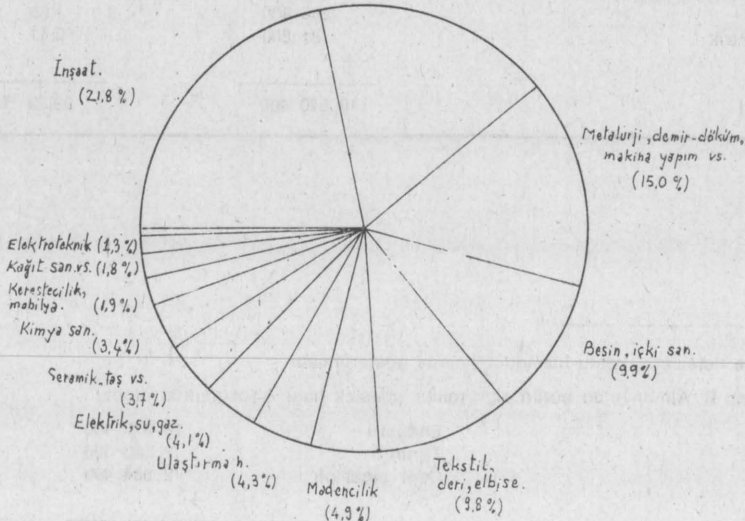 İnşaat.
(21,8 %)
Metalurji, demir-döküm,
makina yapım vs.
(15,0 %)
Elektroteknik (1,3 %)
Kağıt san. vs. (1,8 %)
Kerestecilik,
mobilya. (1,9 %)
Kimya san.
(3,4 %)
Seramik, taş vs.
(3,7 %)
Elektrik, su, gaz.
(4,1 %)
Ulaştırma h.
(4,3 %)
Madencilik
(4,9 %)
Tekstil,
deri, elbise.
(9,8 %)
Besin, içki san.
(9,9 %)